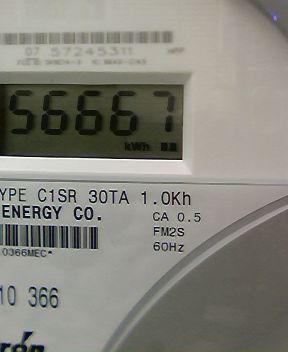 07 57245311
56667
kWh
YPE C1SR 30TA 1.0Kh
ENERGY CO.
CA 0.5
FM2S
0366MEC*
60Hz
10 366
rón